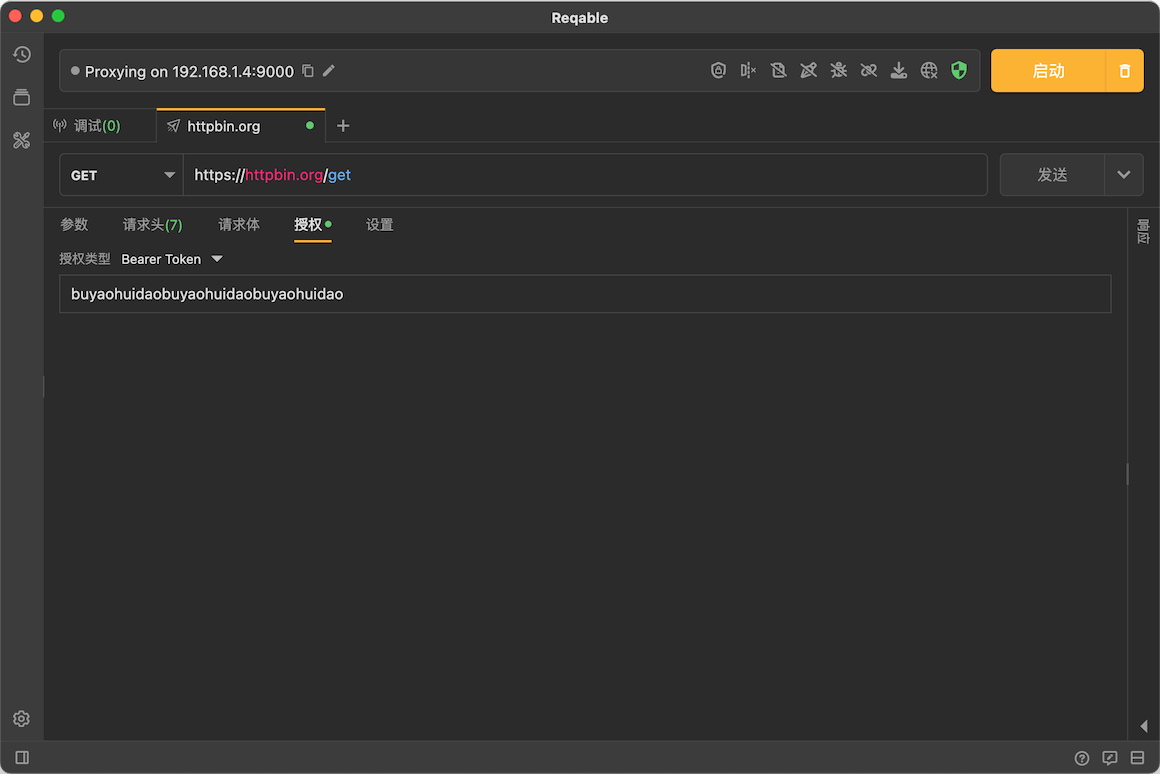 Reqable
Proxying on 192.168.1.4:9000
启动
调试(0)
httpbin.org
GET
https://httpbin.org/get
发送
参数
请求头(7)
请求体
授权
设置
响应
授权类型 Bearer Token
buyaohuidaobuyaohuidaobuyaohuidao